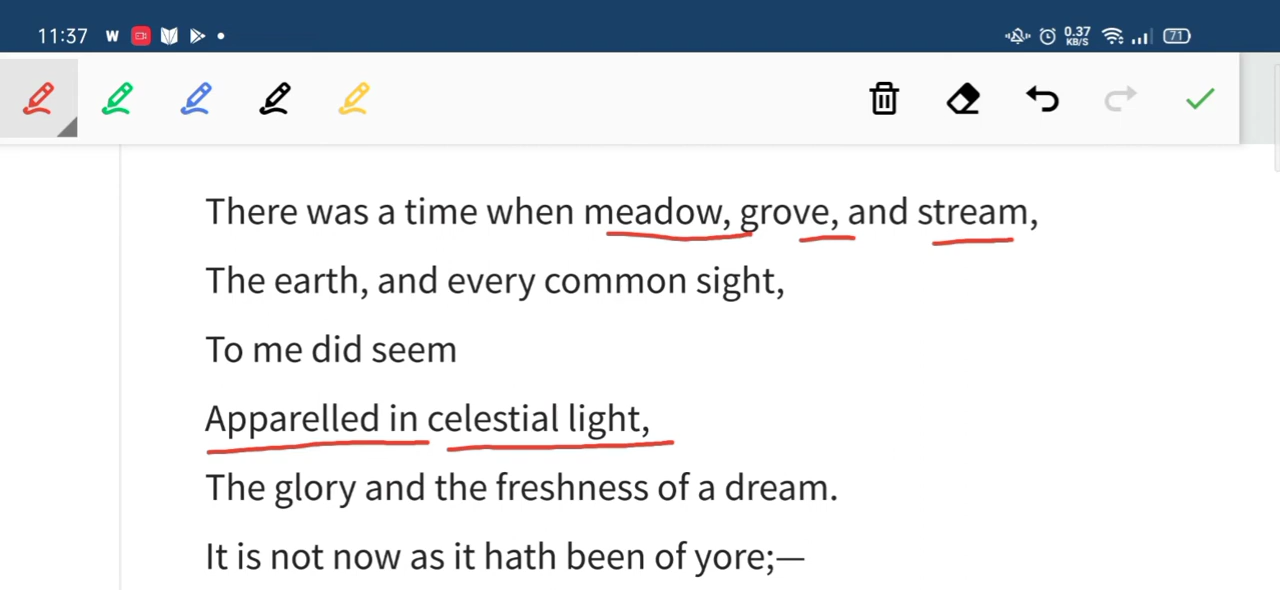 11:37 W 0.37 KB/S 71
There was a time when meadow, grove, and stream,
The earth, and every common sight,
To me did seem
Apparelled in celestial light,
The glory and the freshness of a dream.
It is not now as it hath been of yore;—